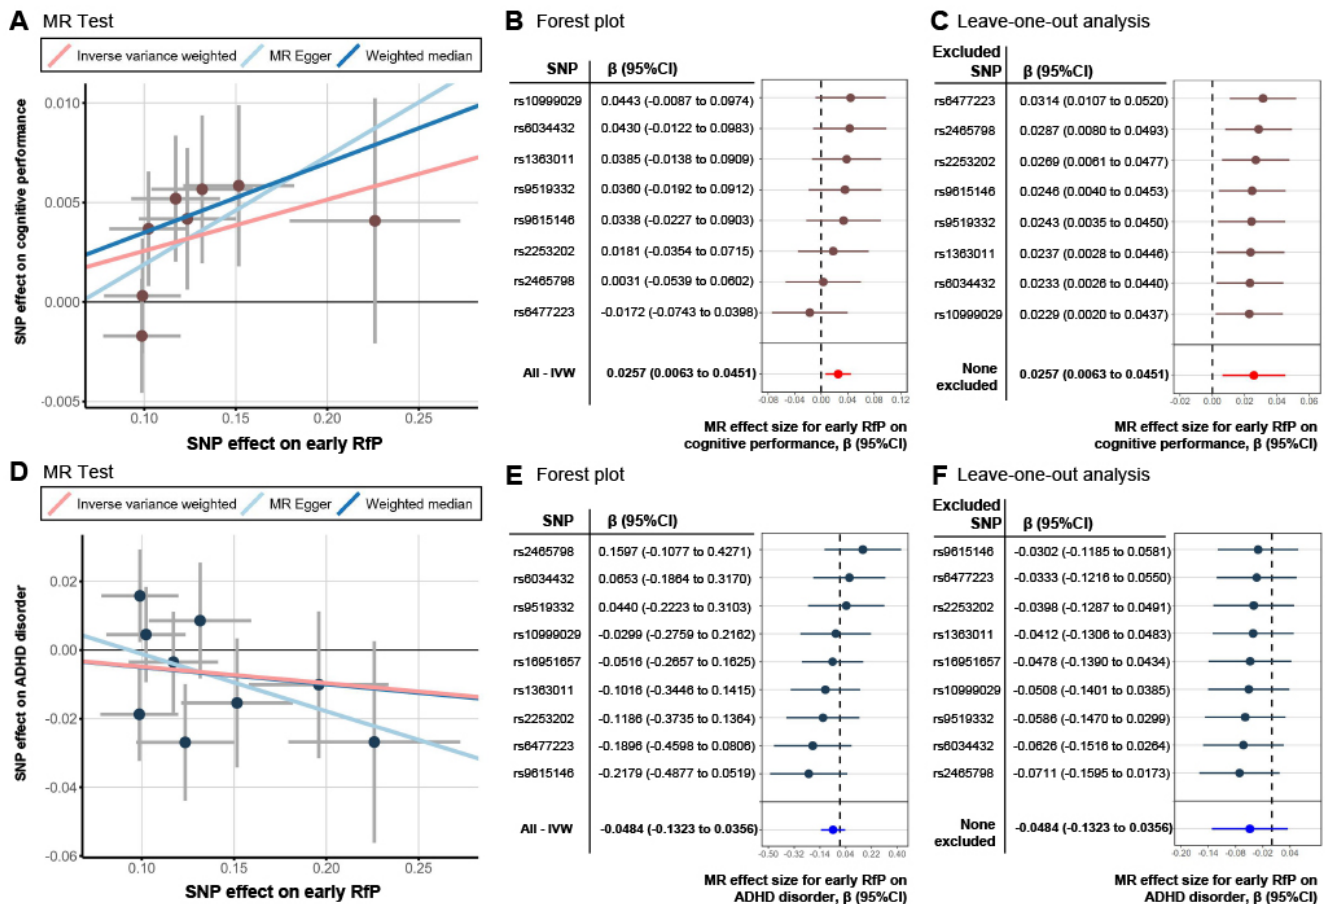 A MR Test
Inverse variance weighted MR Egger Weighted median
SNP effect on cognitive performance
0.010
0.005
0.000
-0.005
0.10 0.15 0.20 0.25
SNP effect on early RfP
B Forest plot
SNP β (95%CI)
rs10999029 0.0443 (-0.0087 to 0.0974)
rs6034432 0.0430 (-0.0122 to 0.0983)
rs1363011 0.0385 (-0.0138 to 0.0909)
rs9519332 0.0360 (-0.0192 to 0.0912)
rs9615146 0.0338 (-0.0227 to 0.0903)
rs2253202 0.0181 (-0.0354 to 0.0715)
rs2465798 0.0031 (-0.0539 to 0.0602)
rs6477223 -0.0172 (-0.0743 to 0.0398)
All - IVW 0.0257 (0.0063 to 0.0451)
-0.08 -0.04 0.00 0.04 0.08 0.12
MR effect size for early RfP on
cognitive performance, β (95%CI)
C Leave-one-out analysis
Excluded
SNP β (95%CI)
rs6477223 0.0314 (0.0107 to 0.0520)
rs2465798 0.0287 (0.0080 to 0.0493)
rs2253202 0.0269 (0.0061 to 0.0477)
rs9615146 0.0246 (0.0040 to 0.0453)
rs9519332 0.0243 (0.0035 to 0.0450)
rs1363011 0.0237 (0.0028 to 0.0446)
rs6034432 0.0233 (0.0026 to 0.0440)
rs10999029 0.0229 (0.0020 to 0.0437)
None
excluded 0.0257 (0.0063 to 0.0451)
-0.02 0.00 0.02 0.04 0.06
MR effect size for early RfP on
cognitive performance, β (95%CI)
D MR Test
Inverse variance weighted MR Egger Weighted median
SNP effect on ADHD disorder
0.02
0.00
-0.02
-0.04
-0.06
0.10 0.15 0.20 0.25
SNP effect on early RfP
E Forest plot
SNP β (95%CI)
rs2465798 0.1597 (-0.1077 to 0.4271)
rs6034432 0.0653 (-0.1864 to 0.3170)
rs9519332 0.0440 (-0.2223 to 0.3103)
rs10999029 -0.0299 (-0.2759 to 0.2162)
rs16951657 -0.0516 (-0.2657 to 0.1625)
rs1363011 -0.1016 (-0.3446 to 0.1415)
rs2253202 -0.1186 (-0.3735 to 0.1364)
rs6477223 -0.1896 (-0.4598 to 0.0806)
rs9615146 -0.2179 (-0.4877 to 0.0519)
All - IVW -0.0484 (-0.1323 to 0.0356)
-0.50 -0.32 -0.14 0.04 0.22 0.40
MR effect size for early RfP on
ADHD disorder, β (95%CI)
F Leave-one-out analysis
Excluded
SNP β (95%CI)
rs9615146 -0.0302 (-0.1185 to 0.0581)
rs6477223 -0.0333 (-0.1216 to 0.0550)
rs2253202 -0.0398 (-0.1287 to 0.0491)
rs1363011 -0.0412 (-0.1306 to 0.0483)
rs16951657 -0.0478 (-0.1390 to 0.0434)
rs10999029 -0.0508 (-0.1401 to 0.0385)
rs9519332 -0.0586 (-0.1470 to 0.0299)
rs6034432 -0.0626 (-0.1516 to 0.0264)
rs2465798 -0.0711 (-0.1595 to 0.0173)
None
excluded -0.0484 (-0.1323 to 0.0356)
-0.20 -0.14 -0.08 -0.02 0.04
MR effect size for early RfP on
ADHD disorder, β (95%CI)